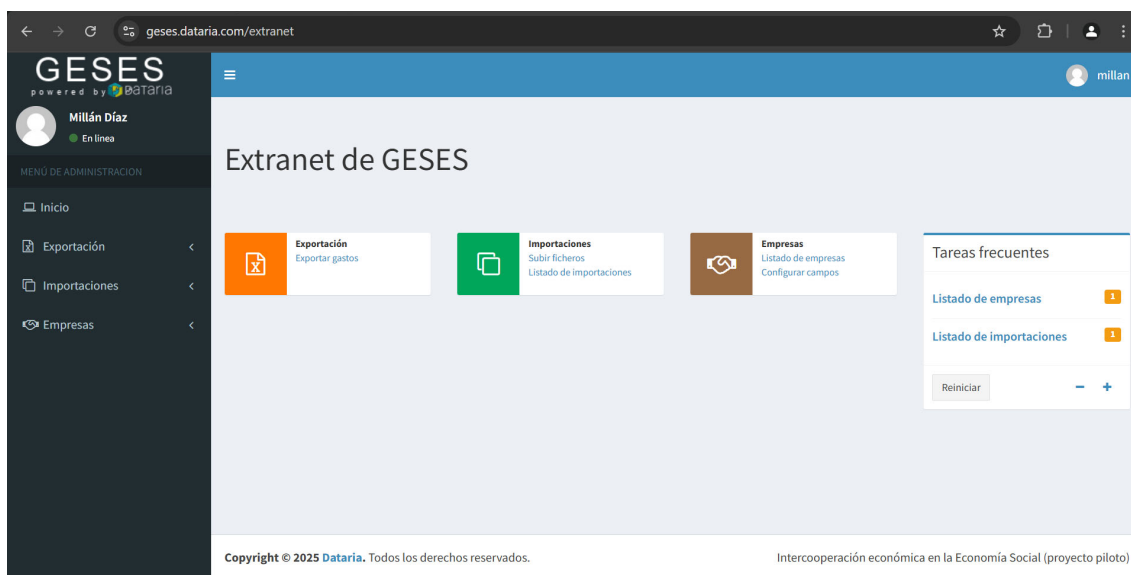 geses.dataria.com/extranet
GESES
powered by Dataria
millan
Millán Díaz
En linea
MENÚ DE ADMINISTRACION
Inicio
Exportación
Importaciones
Empresas
Extranet de GESES
Exportación
Exportar gastos
Importaciones
Subir ficheros
Listado de importaciones
Empresas
Listado de empresas
Configurar campos
Tareas frecuentes
Listado de empresas 1
Listado de importaciones 1
Reiniciar - +
Copyright © 2025 Dataria. Todos los derechos reservados. Intercooperación económica en la Economía Social (proyecto piloto)